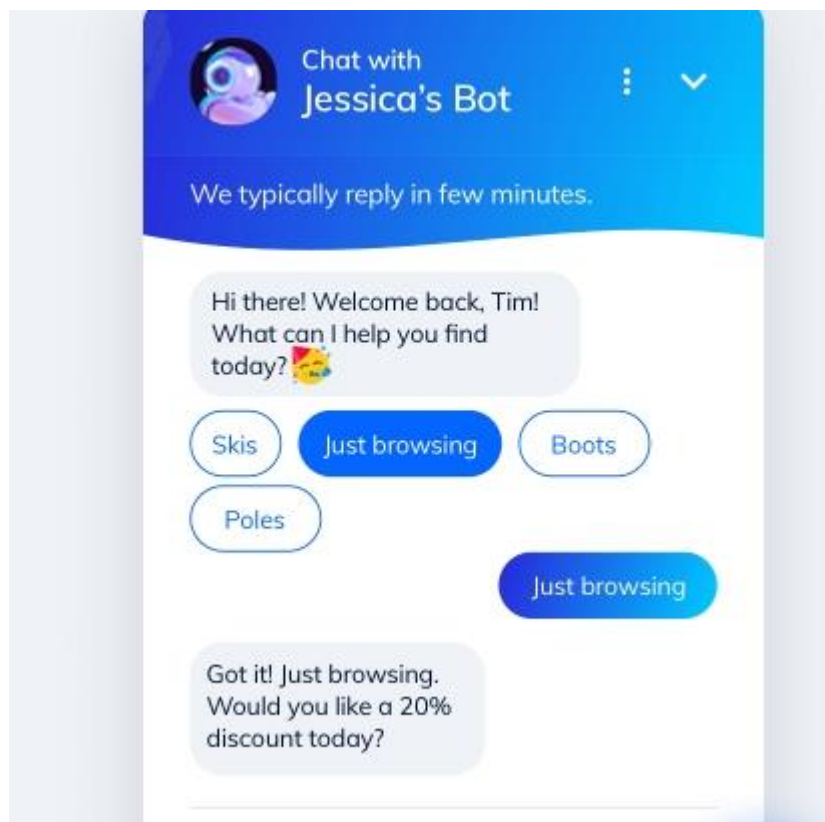 Chat with
Jessica's Bot
We typically reply in few minutes.
Hi there! Welcome back, Tim!
What can I help you find
today?🥳
Skis Just browsing Boots
Poles
Just browsing
Got it! Just browsing.
Would you like a 20%
discount today?